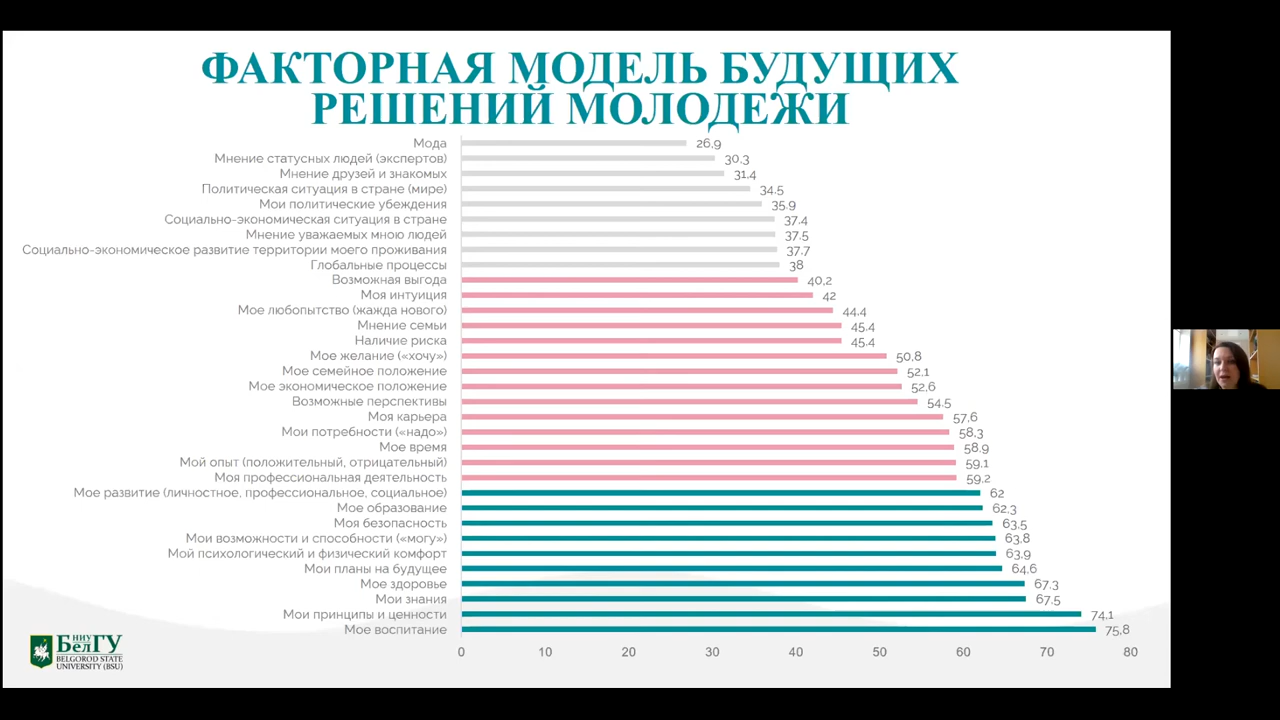 ФАКТОРНАЯ МОДЕЛЬ БУДУЩИХ
РЕШЕНИЙ МОЛОДЕЖИ
Мода 26,9
Мнение статусных людей (экспертов) 30,3
Мнение друзей и знакомых 31,4
Политическая ситуация в стране (мире) 34,5
Мои политические убеждения 35,9
Социально-экономическая ситуация в стране 37,4
Мнение уважаемых мною людей 37,5
Социально-экономическое развитие территории моего проживания 37,7
Глобальные процессы 38
Возможная выгода 40,2
Моя интуиция 42
Мое любопытство (жажда нового) 44,4
Мнение семьи 45,4
Наличие риска 45,4
Мое желание («хочу») 50,8
Мое семейное положение 52,1
Мое экономическое положение 52,6
Возможные перспективы 54,5
Моя карьера 57,6
Мои потребности («надо») 58,3
Мое время 58,9
Мой опыт (положительный, отрицательный) 59,1
Моя профессиональная деятельность 59,2
Мое развитие (личностное, профессиональное, социальное) 62
Мое образование 62,3
Моя безопасность 63,5
Мои возможности и способности («могу») 63,8
Мой психологический и физический комфорт 63,9
Мои планы на будущее 64,6
Мое здоровье 67,3
Мои знания 67,5
Мои принципы и ценности 74,1
Мое воспитание 75,8
0 10 20 30 40 50 60 70 80
НИУ
БелГУ
BELGOROD STATE
UNIVERSITY (BSU)